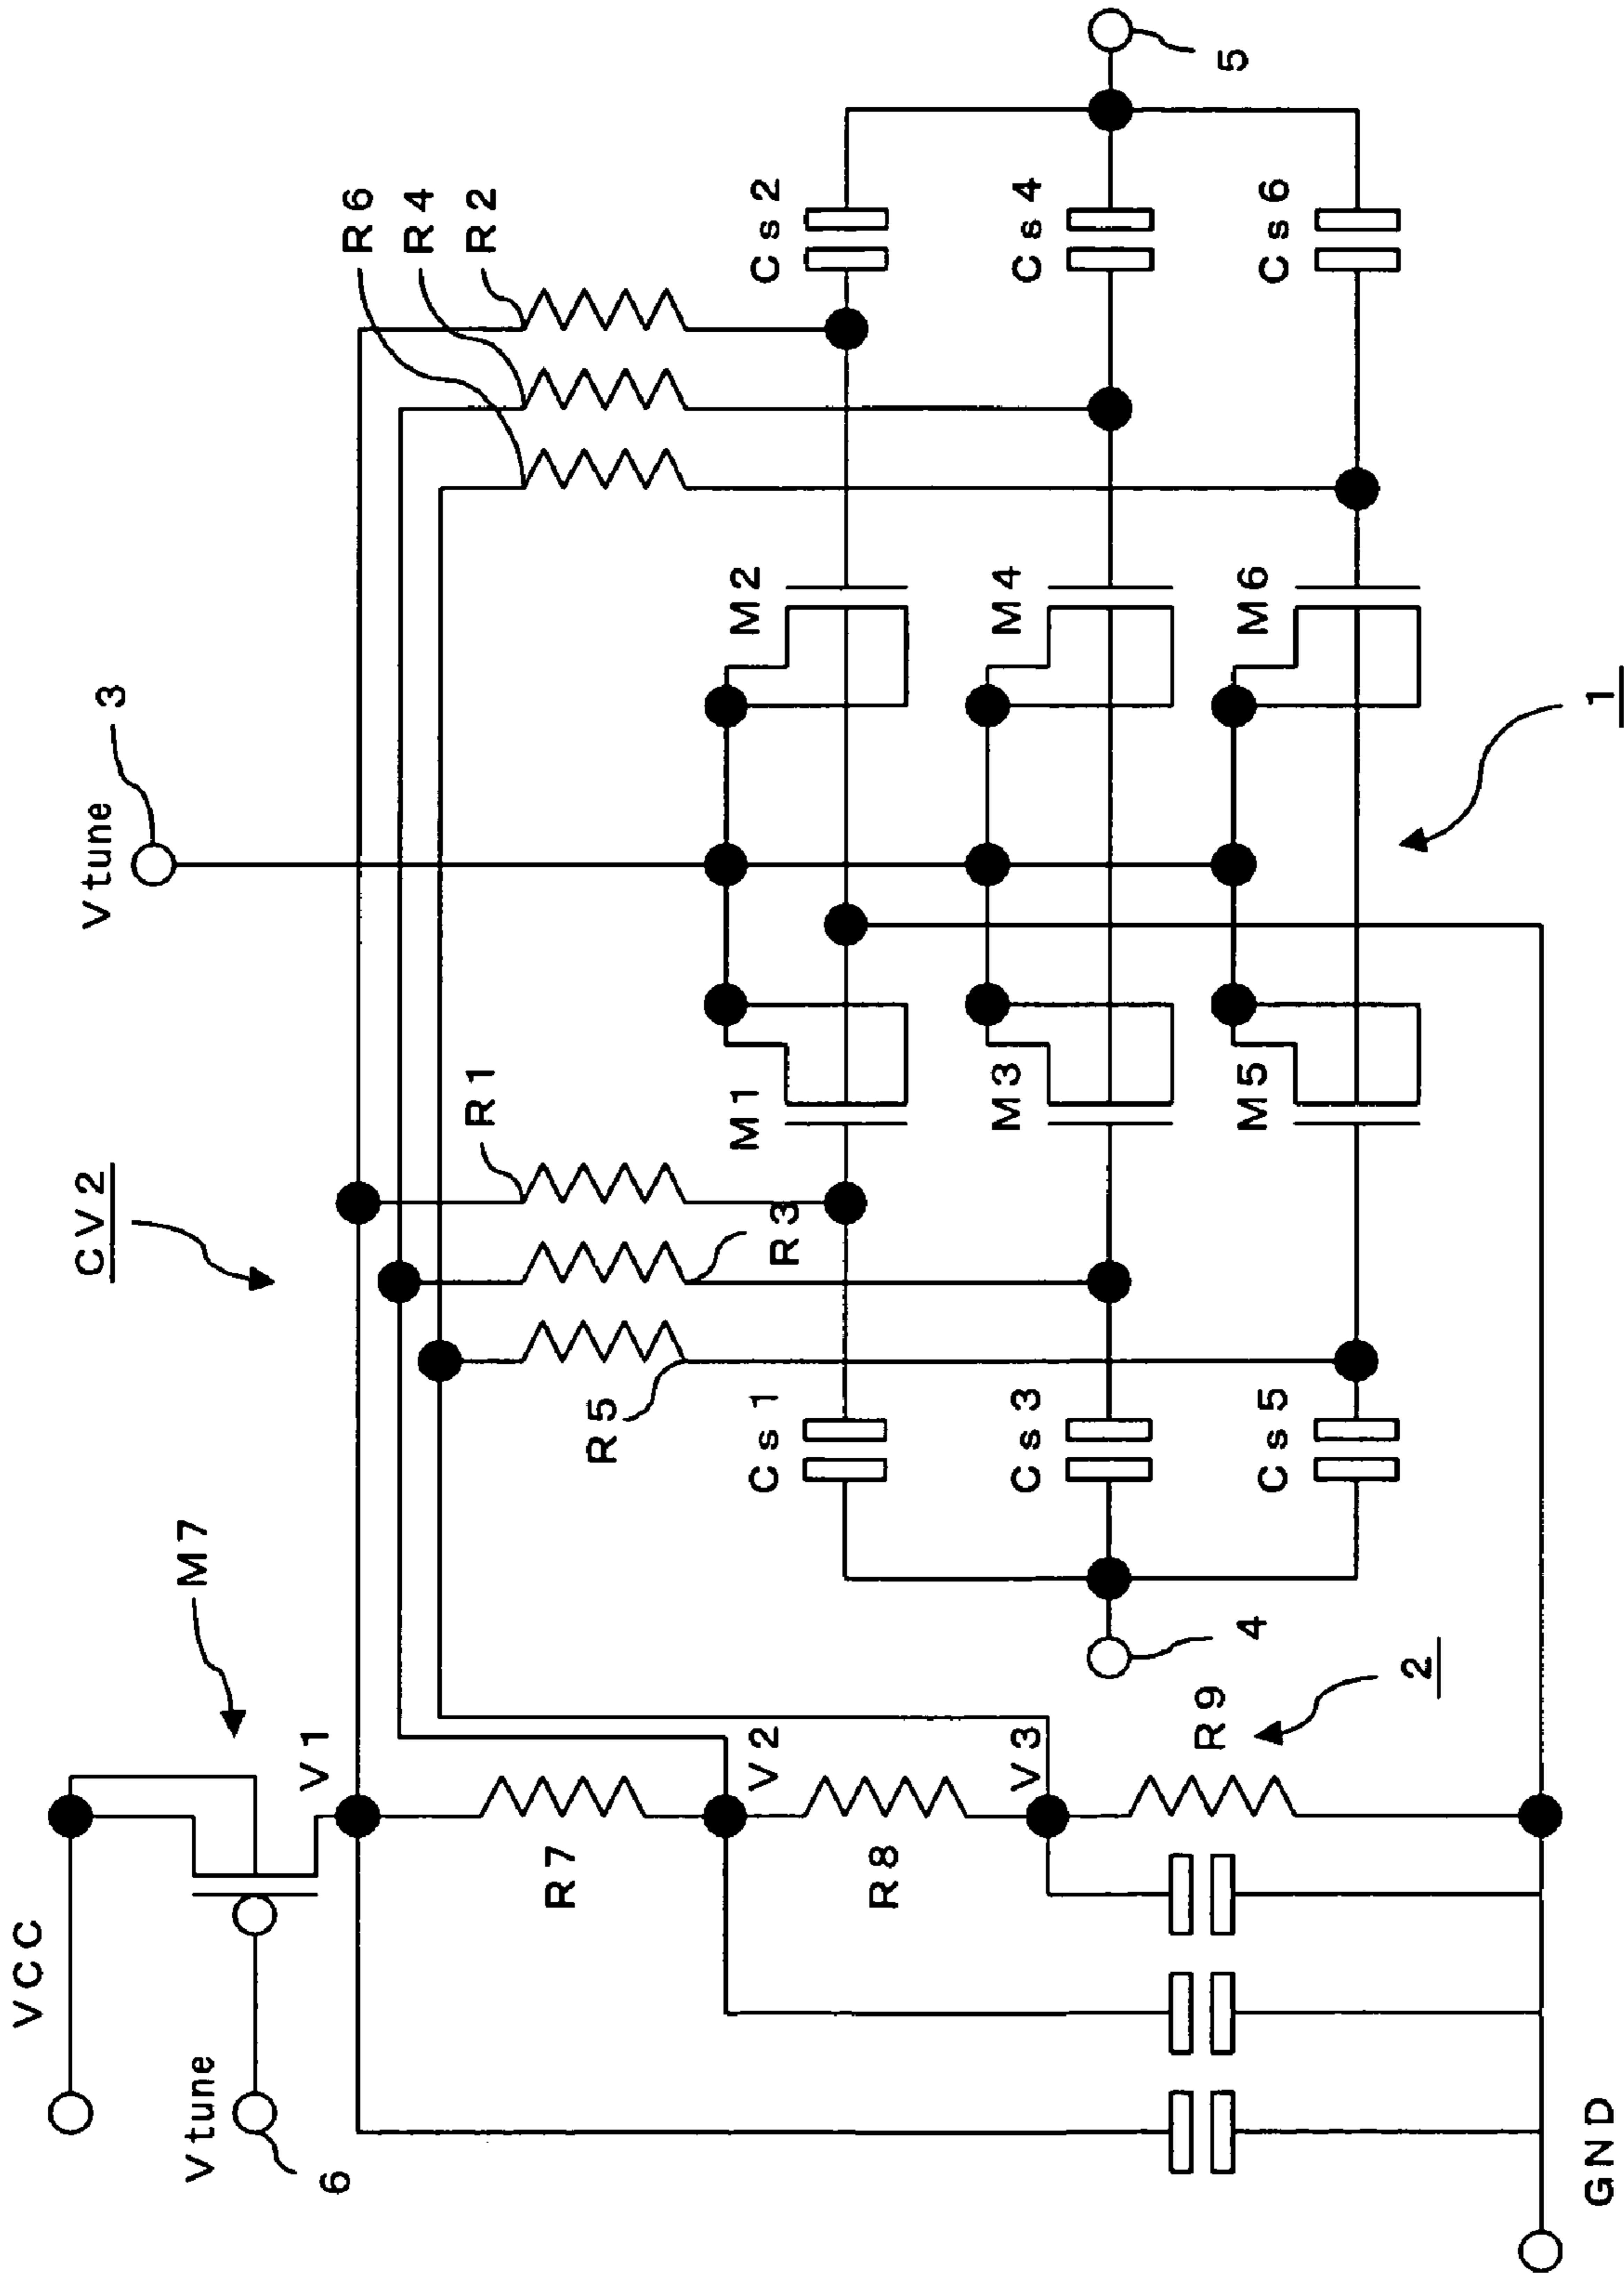 VCC
Vtune
6
M7
V1
CV2
Vtune
3
R7
V2
R8
V3
R9
2
GND
R1
R3
R5
R6
R4
R2
Cs1
M1
M2
Cs2
Cs3
M3
M4
Cs4
Cs5
M5
M6
Cs6
4
5
1